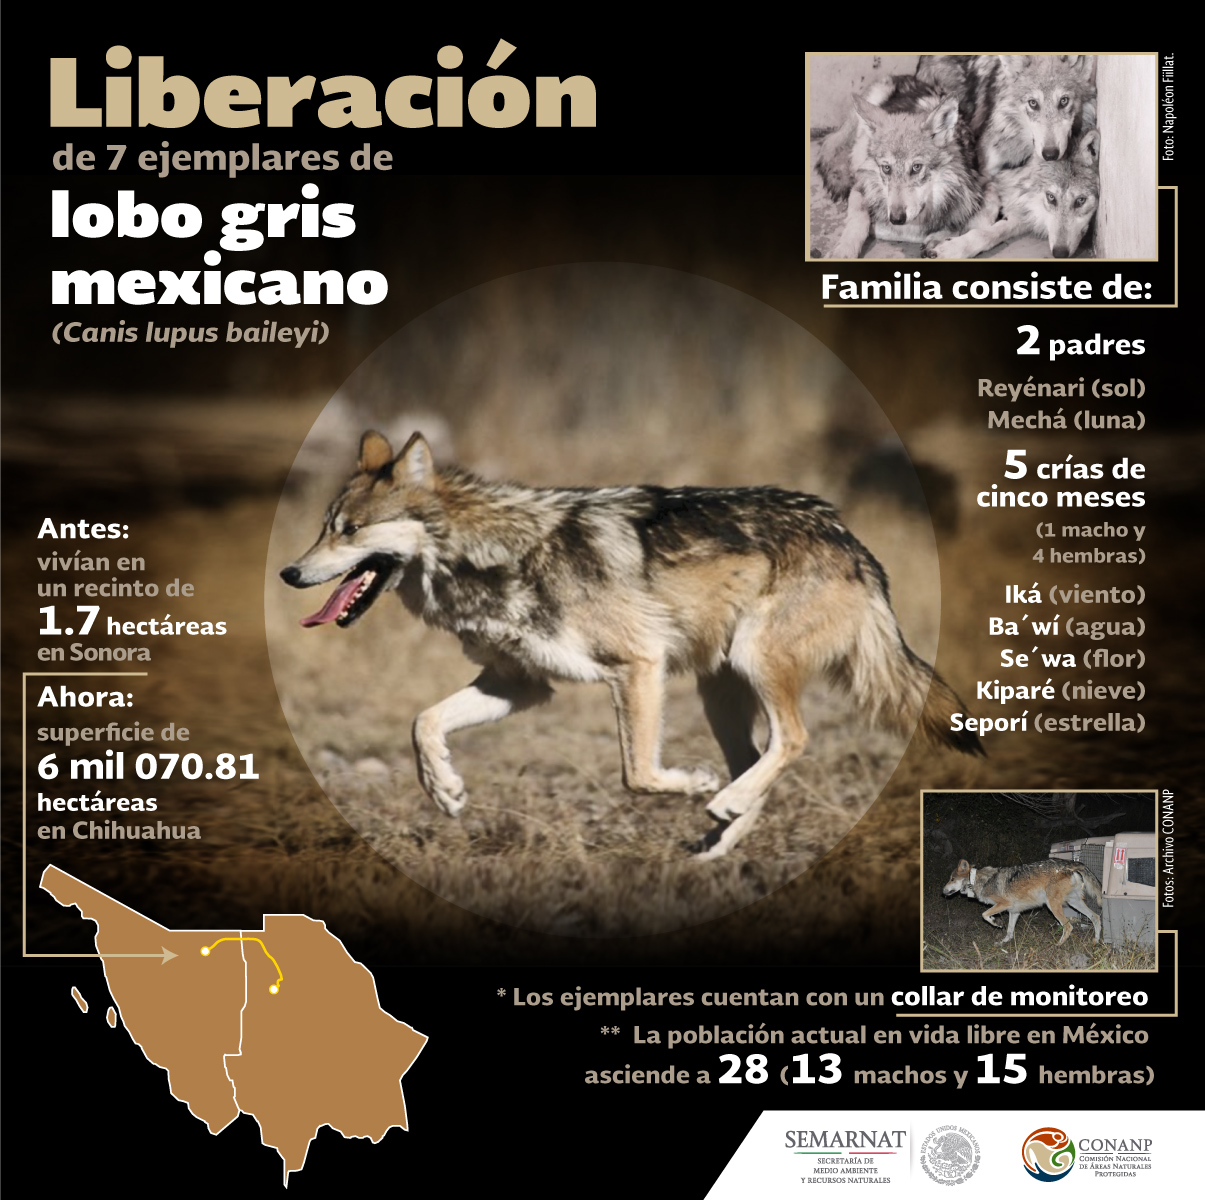 Liberación
de 7 ejemplares de
lobo gris
mexicano
(Canis lupus baileyi)
Foto: Napoléon Fiillat.
Familia consiste de:
2 padres
Reyénari (sol)
Mechá (luna)
5 crías de
cinco meses
(1 macho y
4 hembras)
Iká (viento)
Ba´wí (agua)
Se´wa (flor)
Kiparé (nieve)
Seporí (estrella)
Antes:
vivían en
un recinto de
1.7 hectáreas
en Sonora
Ahora:
superficie de
6 mil 070.81
hectáreas
en Chihuahua
Fotos: Archivo CONANP
* Los ejemplares cuentan con un collar de monitoreo
** La población actual en vida libre en México
asciende a 28 (13 machos y 15 hembras)
SEMARNAT
SECRETARÍA DE
MEDIO AMBIENTE
Y RECURSOS NATURALES
ESTADOS UNIDOS MEXICANOS
CONANP
COMISIÓN NACIONAL
DE ÁREAS NATURALES
PROTEGIDAS